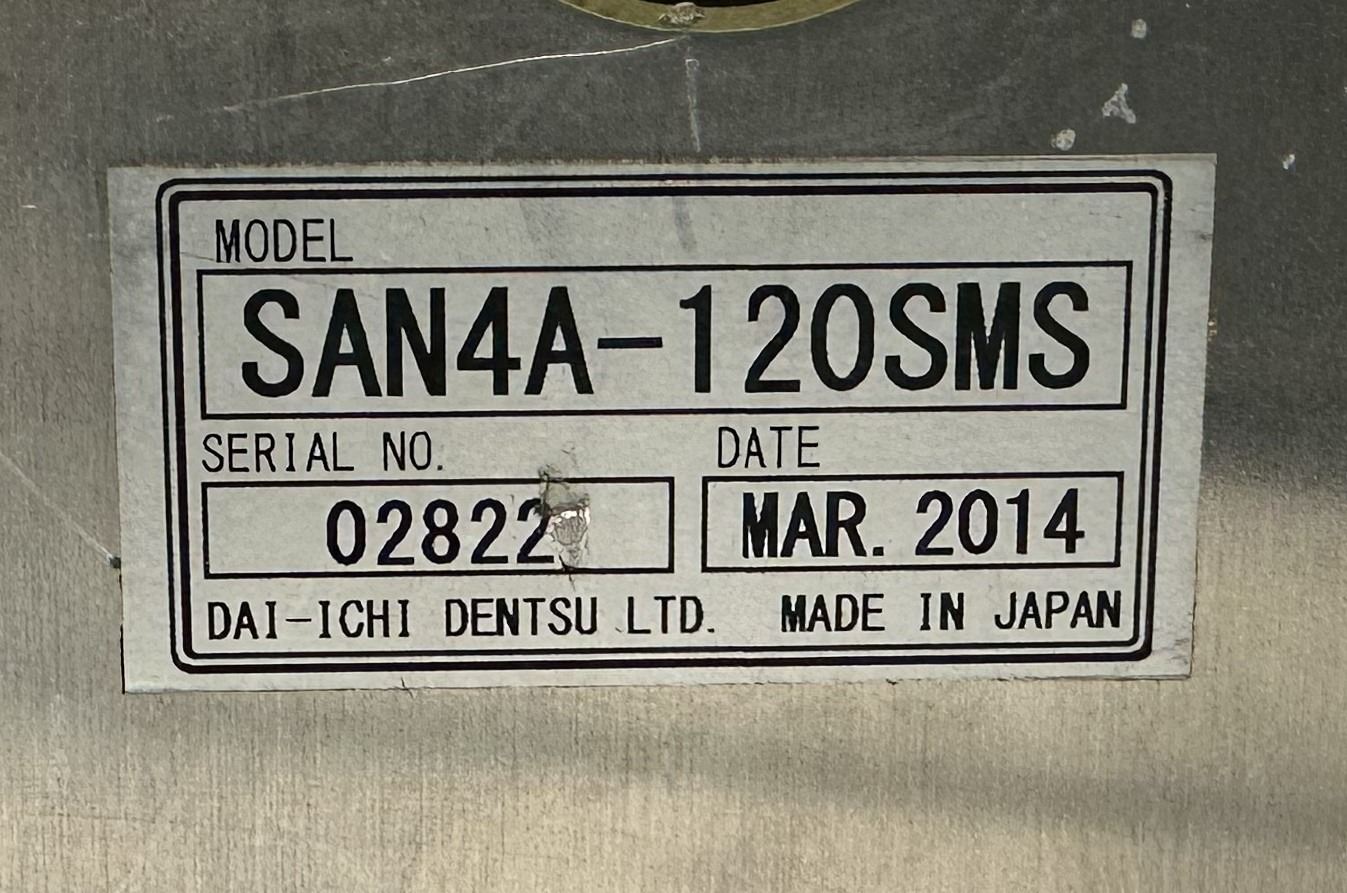 MODEL
SAN4A-120SMS
SERIAL NO. DATE
02822 MAR. 2014
DAI-ICHI DENTSU LTD. MADE IN JAPAN